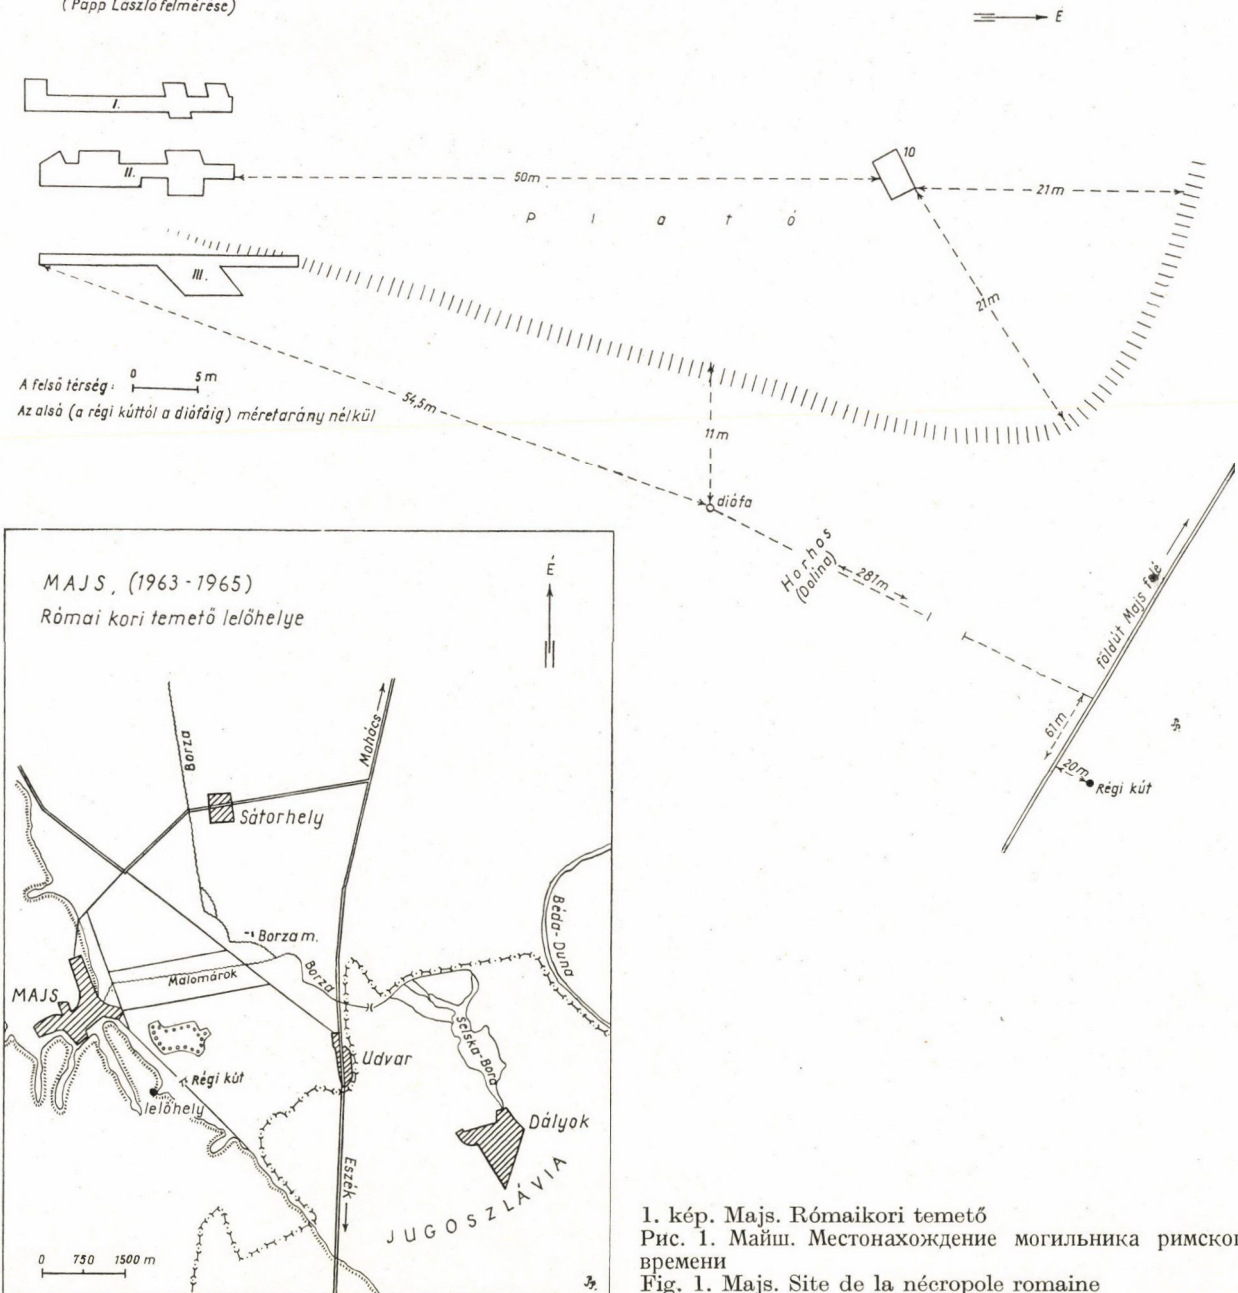 (Papp László felmérése)
É
I.
II.
50m
10
21m
P l a t ó
III.
21m
0 5 m
A felső térség:
Az alsó (a régi kúttól a diófáig) méretarány nélkül
54,5m
11m
diófa
Horhos
(Dolina)
281m
földút Majs felé
61m
20m
Régi kút
MAJS, (1963-1965)
Római kori temető lelőhelye
É
Borza
Mohács
Sátorhely
Borza m.
Borza
Béda-Duna
Malomárok
MAJS
Selska-Bara
Udvar
Régi kút
lelőhely
Dályok
Eszék
JUGOSZLÁVIA
0 750 1500 m
1. kép. Majs. Rómaikori temető
Рис. 1. Майш. Местонахождение могильника римского
времени
Fig. 1. Majs. Site de la nécropole romaine